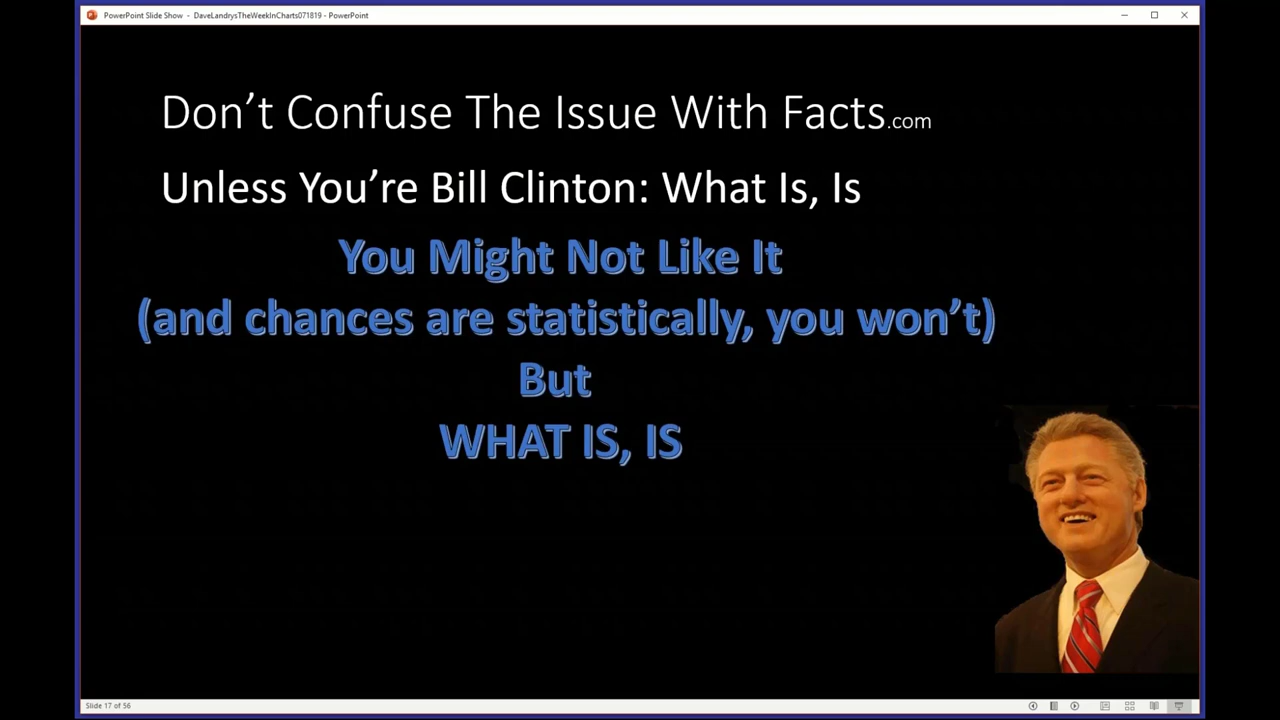 PowerPoint Slide Show - DaveLandrysTheWeekInCharts071819 - PowerPoint
Don't Confuse The Issue With Facts.com
Unless You're Bill Clinton: What Is, Is
You Might Not Like It
(and chances are statistically, you won't)
But
WHAT IS, IS
Slide 17 of 56